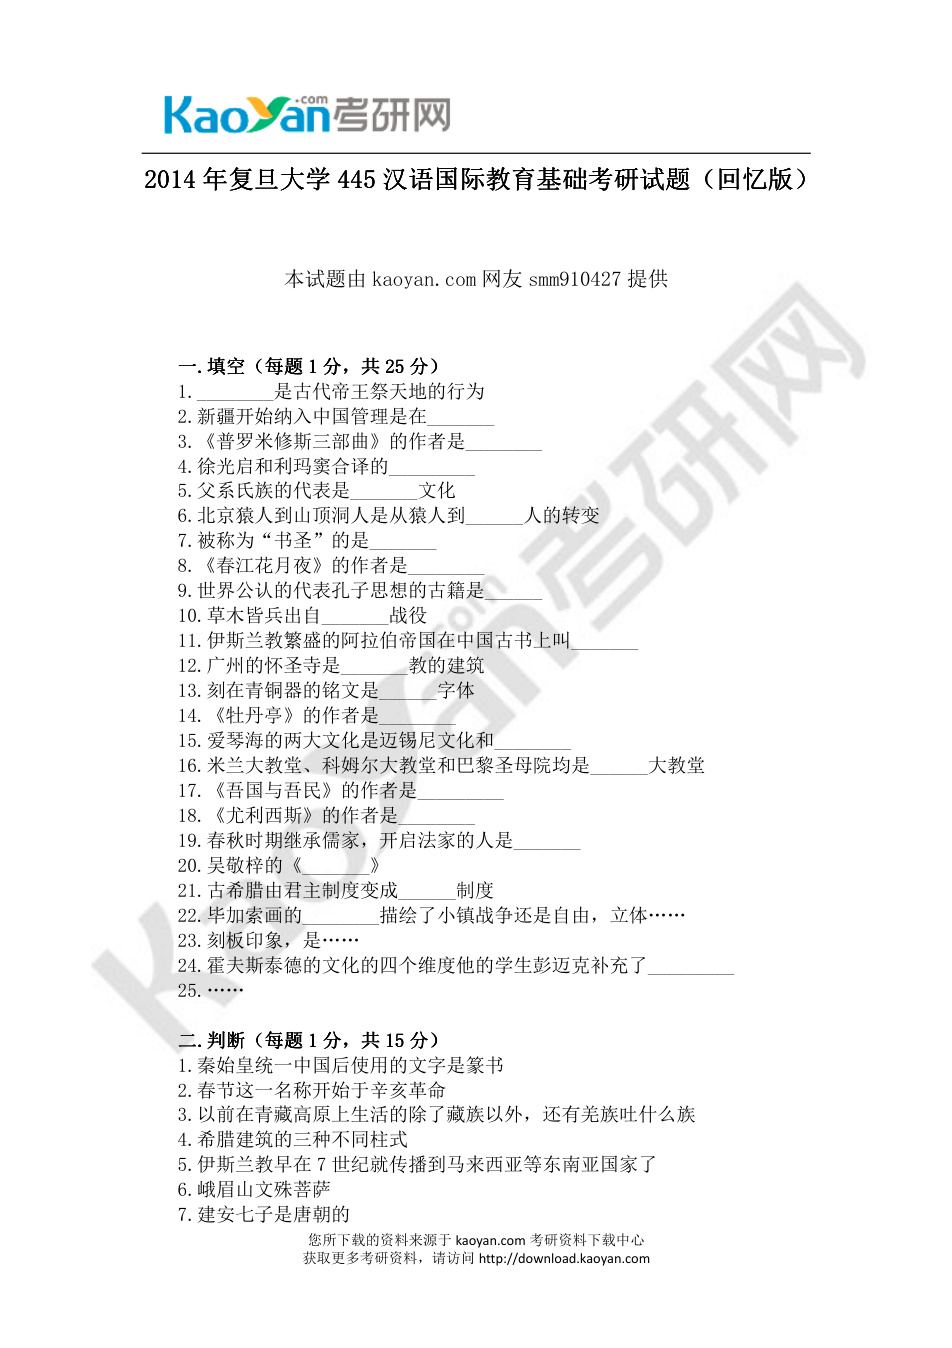 KaoYan.com考研网
2014年复旦大学445汉语国际教育基础考研试题（回忆版）
本试题由kaoyan.com网友smm910427提供
一.填空（每题1分，共25分）
1.________是古代帝王祭天地的行为
2.新疆开始纳入中国管理是在_______
3.《普罗米修斯三部曲》的作者是________
4.徐光启和利玛窦合译的_________
5.父系氏族的代表是_______文化
6.北京猿人到山顶洞人是从猿人到______人的转变
7.被称为“书圣”的是_______
8.《春江花月夜》的作者是________
9.世界公认的代表孔子思想的古籍是______
10.草木皆兵出自_______战役
11.伊斯兰教繁盛的阿拉伯帝国在中国古书上叫_______
12.广州的怀圣寺是_______教的建筑
13.刻在青铜器的铭文是______字体
14.《牡丹亭》的作者是________
15.爱琴海的两大文化是迈锡尼文化和________
16.米兰大教堂、科姆尔大教堂和巴黎圣母院均是______大教堂
17.《吾国与吾民》的作者是_________
18.《尤利西斯》的作者是________
19.春秋时期继承儒家，开启法家的人是_______
20.吴敬梓的《_______》
21.古希腊由君主制度变成______制度
22.毕加索画的________描绘了小镇战争还是自由，立体……
23.刻板印象，是……
24.霍夫斯泰德的文化的四个维度他的学生彭迈克补充了_________
25.……
二.判断（每题1分，共15分）
1.秦始皇统一中国后使用的文字是篆书
2.春节这一名称开始于辛亥革命
3.以前在青藏高原上生活的除了藏族以外，还有羌族吐什么族
4.希腊建筑的三种不同柱式
5.伊斯兰教早在7世纪就传播到马来西亚等东南亚国家了
6.峨眉山文殊菩萨
7.建安七子是唐朝的
您所下载的资料来源于 kaoyan.com 考研资料下载中心
获取更多考研资料，请访问 http://download.kaoyan.com
KaoYan.com考研网